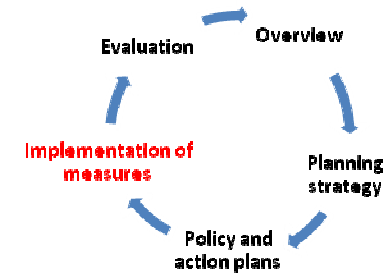 Overview
Planning
strategy
Policy and
action plans
Implementation of
measures
Evaluation